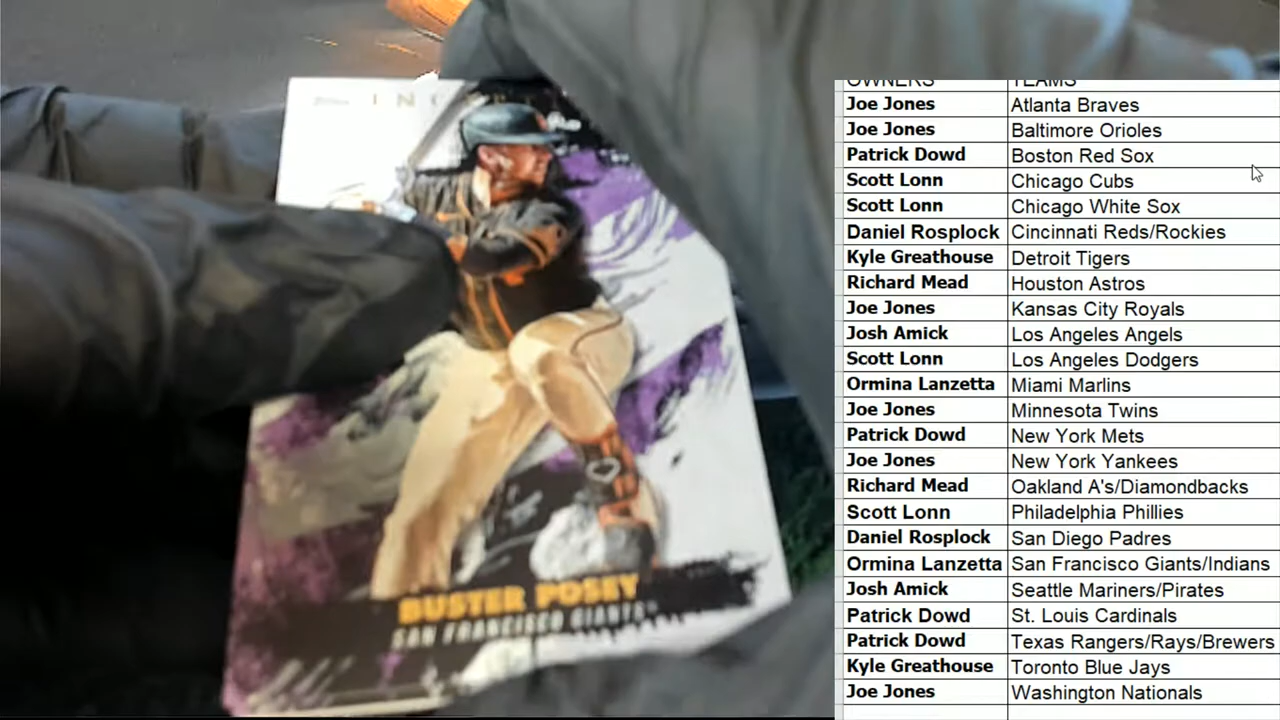 BUSTER POSEY
SAN FRANCISCO GIANTS
OWNERS TEAMS
Joe Jones Atlanta Braves
Joe Jones Baltimore Orioles
Patrick Dowd Boston Red Sox
Scott Lonn Chicago Cubs
Scott Lonn Chicago White Sox
Daniel Rosplock Cincinnati Reds/Rockies
Kyle Greathouse Detroit Tigers
Richard Mead Houston Astros
Joe Jones Kansas City Royals
Josh Amick Los Angeles Angels
Scott Lonn Los Angeles Dodgers
Ormina Lanzetta Miami Marlins
Joe Jones Minnesota Twins
Patrick Dowd New York Mets
Joe Jones New York Yankees
Richard Mead Oakland A's/Diamondbacks
Scott Lonn Philadelphia Phillies
Daniel Rosplock San Diego Padres
Ormina Lanzetta San Francisco Giants/Indians
Josh Amick Seattle Mariners/Pirates
Patrick Dowd St. Louis Cardinals
Patrick Dowd Texas Rangers/Rays/Brewers
Kyle Greathouse Toronto Blue Jays
Joe Jones Washington Nationals